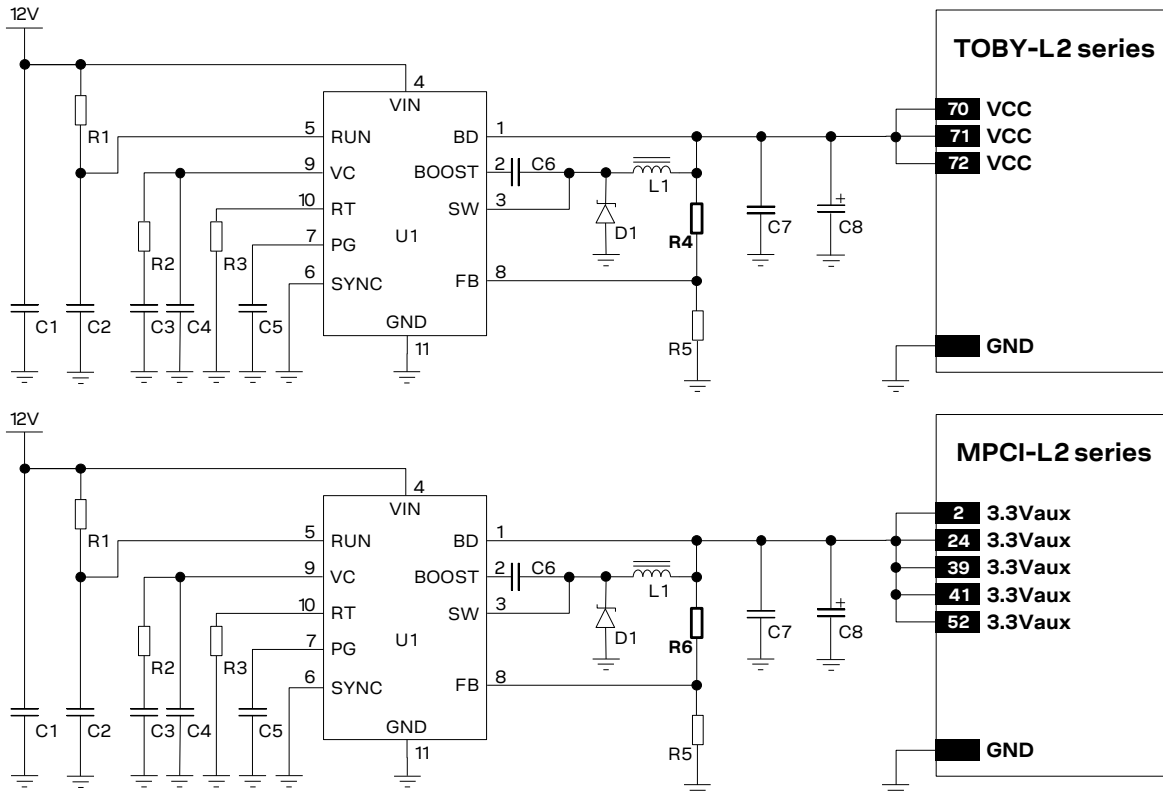 12V
TOBY-L2 series
4
VIN
70 VCC
R1
5 RUN
BD 1
71 VCC
9 VC
BOOST 2 C6
72 VCC
L1
10 RT
SW 3
R2
R3
7 PG
U1
D1
R4
C7
+
C8
6 SYNC
FB 8
C1
C2
C3
C4
C5
GND
11
R5
GND
12V
MPCI-L2 series
4
VIN
2 3.3Vaux
R1
5 RUN
BD 1
24 3.3Vaux
9 VC
BOOST 2 C6
39 3.3Vaux
L1
41 3.3Vaux
10 RT
SW 3
52 3.3Vaux
R2
R3
7 PG
U1
D1
R6
C7
+
C8
6 SYNC
FB 8
C1
C2
C3
C4
C5
GND
11
R5
GND